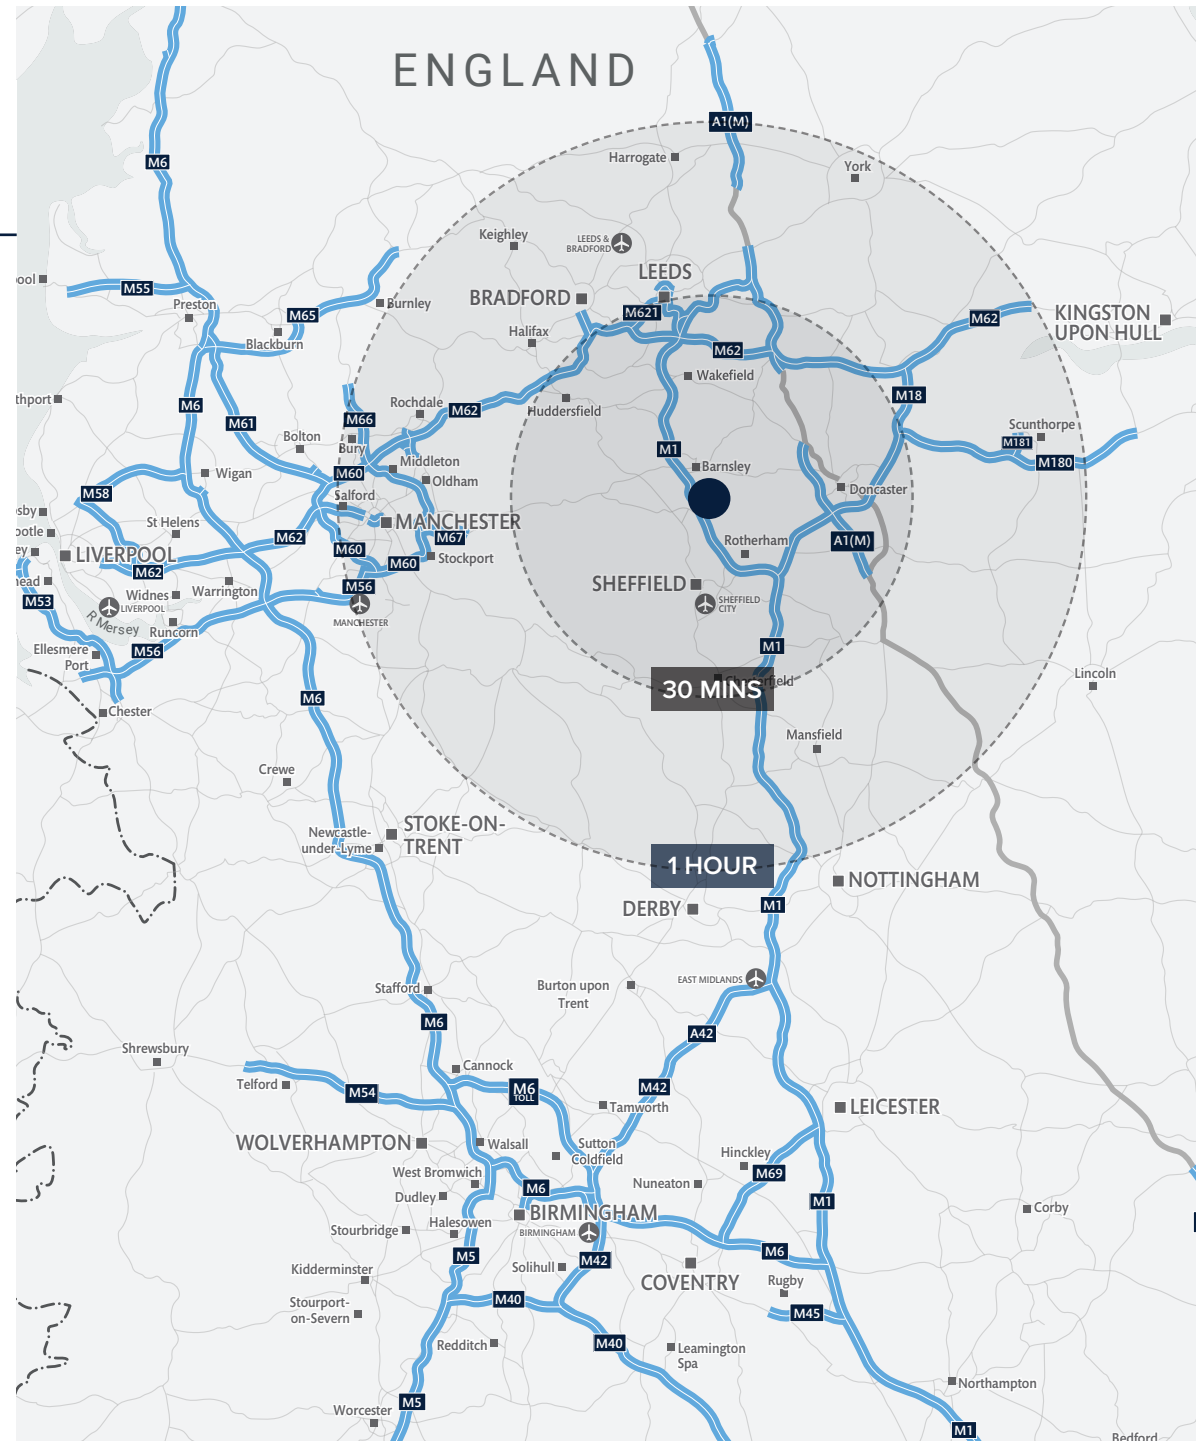 ENGLAND
A1(M)
Harrogate
York
M6
Keighley
LEEDS &
BRADFORD
LEEDS
ool
M55
Preston
BRADFORD
Burnley
M65
M621
M62
KINGSTON
UPON HULL
Halifax
Blackburn
M62
Wakefield
thport
M6
M18
Rochdale
M62
Huddersfield
M66
M61
Bolton
Bury
Scunthorpe
M181
M1
M180
Middleton
Barnsley
Wigan
M60
Oldham
M58
Salford
Doncaster
sby
St Helens
MANCHESTER
ootle
M62
M67
A1(M)
ey
LIVERPOOL
M60
Rotherham
Stockport
M60
M62
ead
M56
SHEFFIELD
Widnes
Warrington
M53
LIVERPOOL
SHEFFIELD
CITY
MANCHESTER
R Mersey
Runcorn
M56
M1
Ellesmere
Port
Lincoln
Chesterfield
30 MINS
M6
Chester
Mansfield
Crewe
STOKE-ON-
TRENT
Newcastle-
under-Lyme
1 HOUR
NOTTINGHAM
M1
DERBY
EAST MIDLANDS
Burton upon
Trent
Stafford
M6
A42
Shrewsbury
Cannock
Telford
M54
M6
TOLL
M42
Tamworth
LEICESTER
WOLVERHAMPTON
Walsall
Sutton
Coldfield
Hinckley
West Bromwich
M69
Nuneaton
M6
Dudley
M1
Corby
BIRMINGHAM
Halesowen
Stourbridge
BIRMINGHAM
M5
M6
M42
Solihull
Kidderminster
COVENTRY
Rugby
M40
Stourport-
on-Severn
M45
M40
Redditch
Leamington
Spa
Northampton
M5
Worcester
M1
Bedford